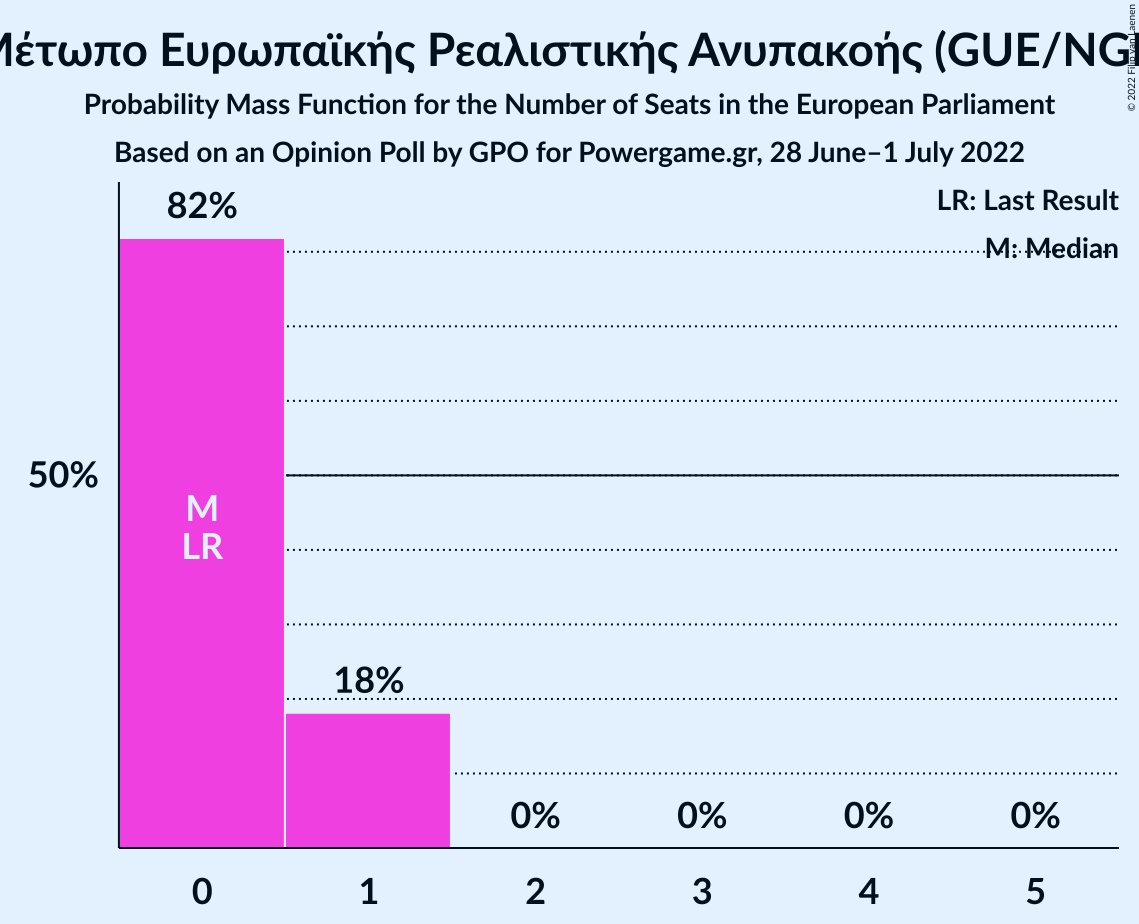 Μέτωπο Ευρωπαϊκής Ρεαλιστικής Ανυπακοής (GUE/NG
© 2022 Filip van Laenen
Probability Mass Function for the Number of Seats in the European Parliament
Based on an Opinion Poll by GPO for Powergame.gr, 28 June–1 July 2022
LR: Last Result
M: Median
82%
50%
M
LR
18%
0% 0% 0% 0%
0 1 2 3 4 5